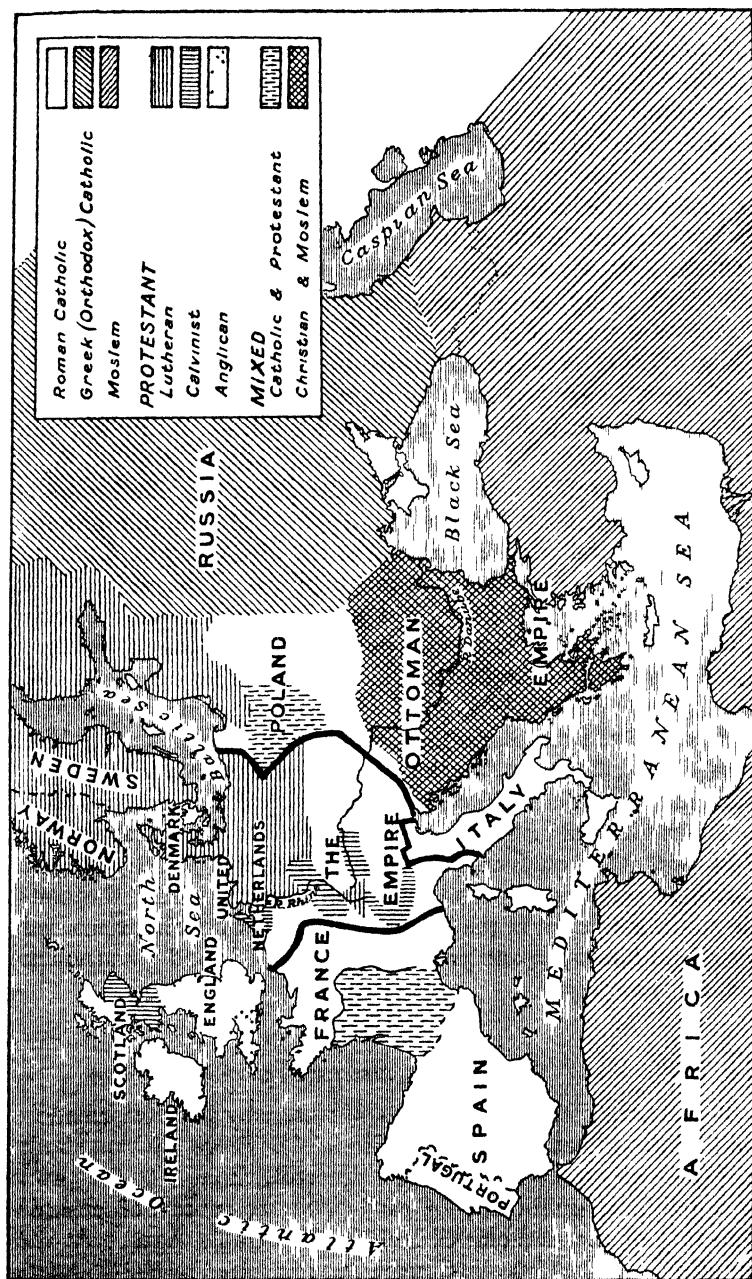 Roman Catholic
Greek (Orthodox) Catholic
Moslem
PROTESTANT
Lutheran
Calvinist
Anglican
MIXED
Catholic & Protestant
Christian & Moslem
NORWAY
SWEDEN
Baltic Sea
RUSSIA
Caspian Sea
SCOTLAND
North
Sea
DENMARK
IRELAND
ENGLAND
UNITED
NETHERLANDS
POLAND
Atlantic Ocean
R. Rhine
THE
EMPIRE
FRANCE
OTTOMAN
R. Danube
Black Sea
PORTUGAL
SPAIN
ITALY
EMPIRE
MEDITERRANEAN SEA
AFRICA